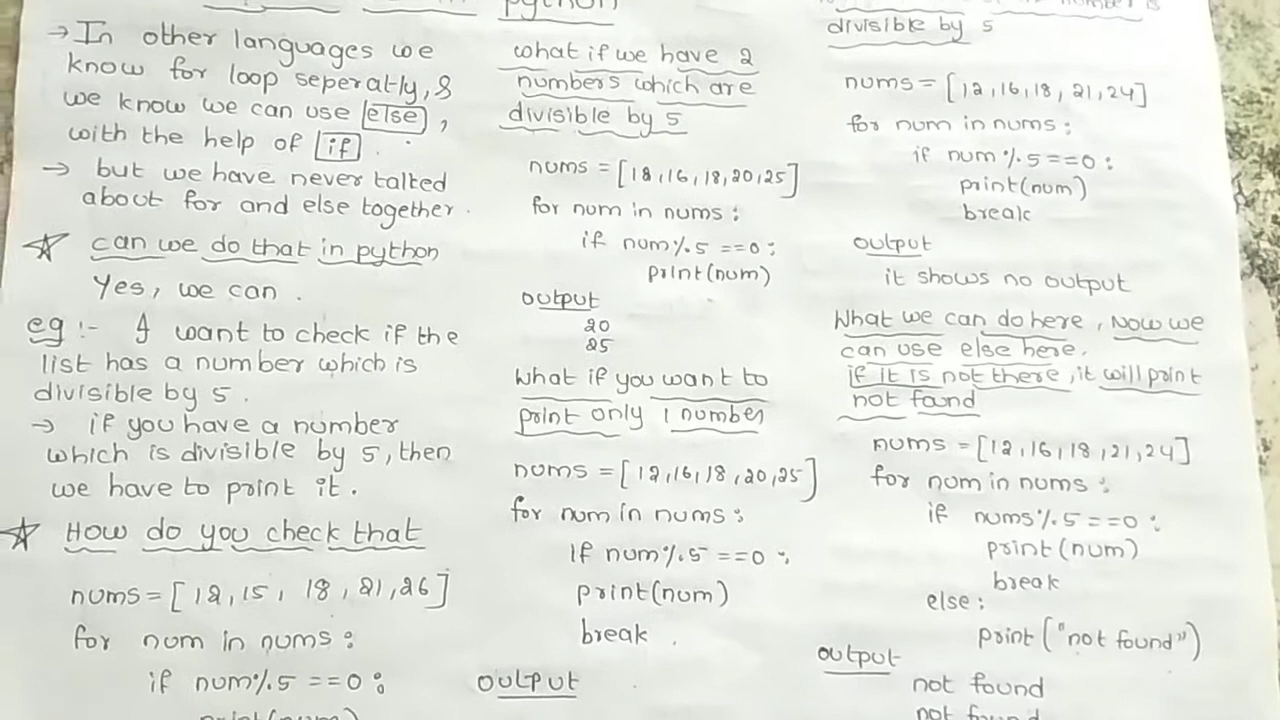 python
→ In other languages we
know for loop seperatly, &
we know we can use else,
with the help of if.
→ but we have never talted
about for and else together.
☆ can we do that in python
Yes, we can.
eg :- I want to check if the
list has a number which is
divisible by 5.
→ if you have a number
which is divisible by 5, then
we have to print it.
☆ How do you check that
nums = [12, 15, 18, 21, 26]
for num in nums:
if num % 5 == 0:
what if we have 2
numbers which are
divisible by 5
nums = [18, 16, 18, 20, 25]
for num in nums:
if num % 5 == 0:
print(num)
output
20
25
what if you want to
print only 1 number
nums = [12, 16, 18, 20, 25]
for num in nums:
If num % 5 == 0:
print(num)
break.
output
number is
divisible by 5
nums = [12, 16, 18, 21, 24]
for num in nums:
if num % 5 == 0:
print(num)
break
output
it shows no output
What we can do here, Now we
can use else here.
if it is not there, it will print
not found
nums = [12, 16, 18, 21, 24]
for num in nums:
if nums % 5 == 0:
print(num)
break
else:
print("not found")
output
not found
not found